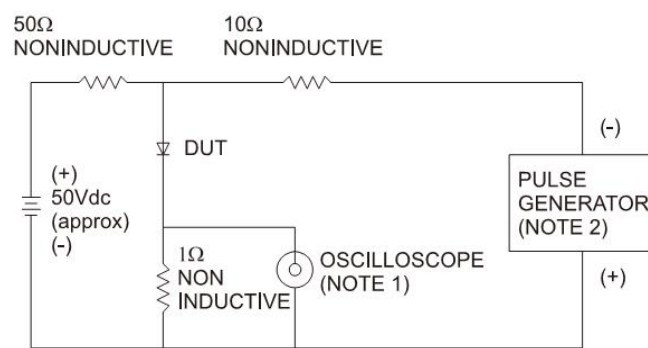 50Ω
NONINDUCTIVE
10Ω
NONINDUCTIVE
DUT
(+)
50Vdc
(approx)
(-)
1Ω
NON
INDUCTIVE
OSCILLOSCOPE
(NOTE 1)
(-)
PULSE
GENERATOR
(NOTE 2)
(+)